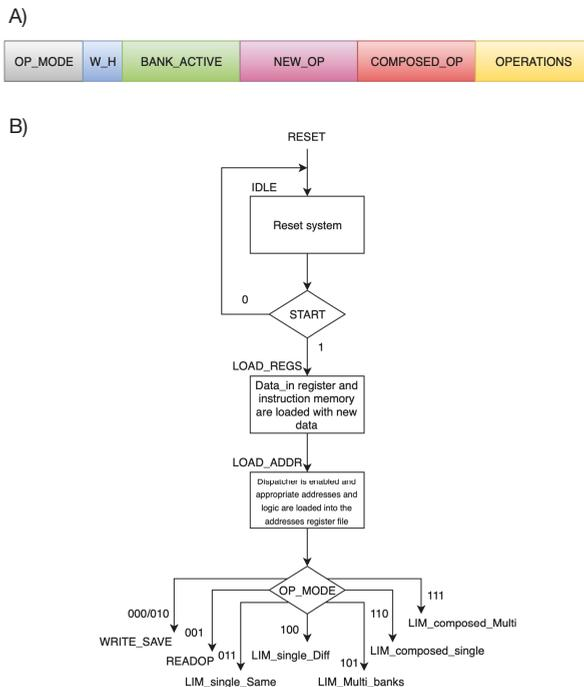 A)
OP_MODE W_H BANK_ACTIVE NEW_OP COMPOSED_OP OPERATIONS
B)
RESET
IDLE
Reset system
0
START
1
LOAD_REGS
Data_in register and
instruction memory
are loaded with new
data
LOAD_ADDR
Dispatcher is enabled and
appropriate addresses and
logic are loaded into the
addresses register file
OP_MODE
000/010
WRITE_SAVE
001
READOP
011
LIM_single_Same
100
LIM_single_Diff
101
LIM_Multi_banks
110
LIM_composed_single
111
LIM_composed_Multi